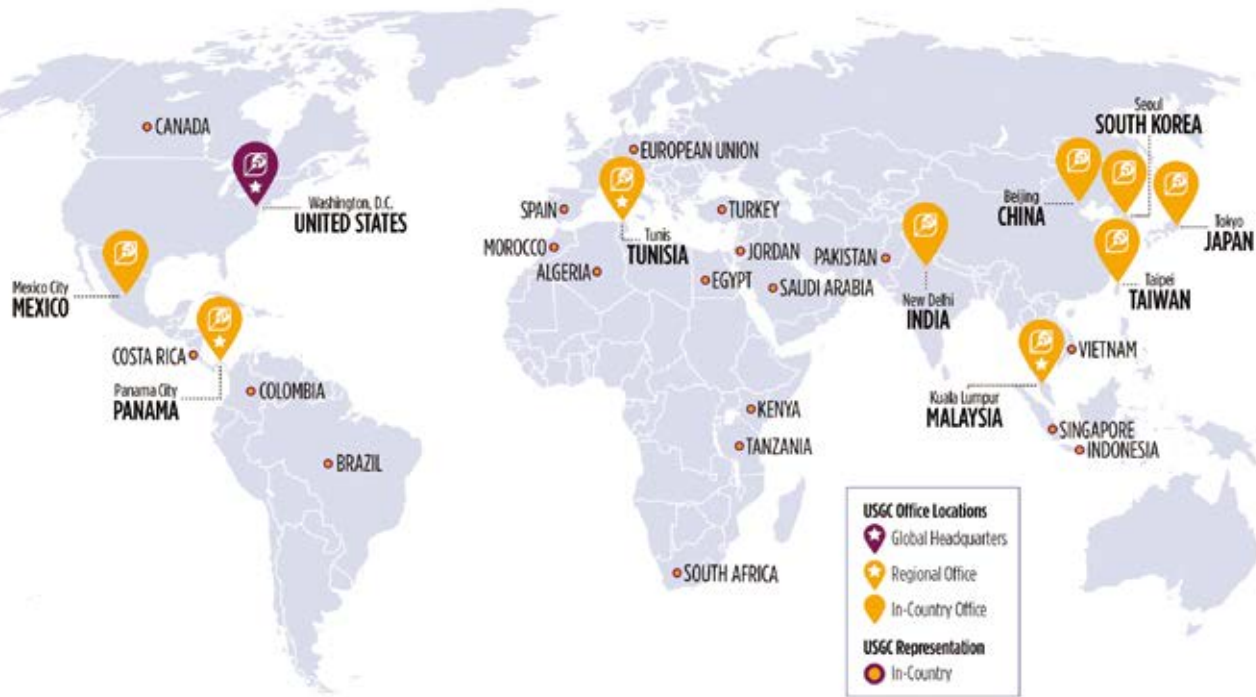 CANADA
Washington, D.C.
UNITED STATES
Mexico City
MEXICO
COSTA RICA
Panama City
PANAMA
COLOMBIA
BRAZIL
EUROPEAN UNION
SPAIN
TURKEY
Tunis
TUNISIA
MOROCCO
ALGERIA
JORDAN
EGYPT
SAUDI ARABIA
PAKISTAN
New Delhi
INDIA
Seoul
SOUTH KOREA
Beijing
CHINA
Tokyo
JAPAN
Taipei
TAIWAN
VIETNAM
Kuala Lumpur
MALAYSIA
SINGAPORE
INDONESIA
KENYA
TANZANIA
SOUTH AFRICA
USGC Office Locations
Global Headquarters
Regional Office
In-Country Office
USGC Representation
In-Country